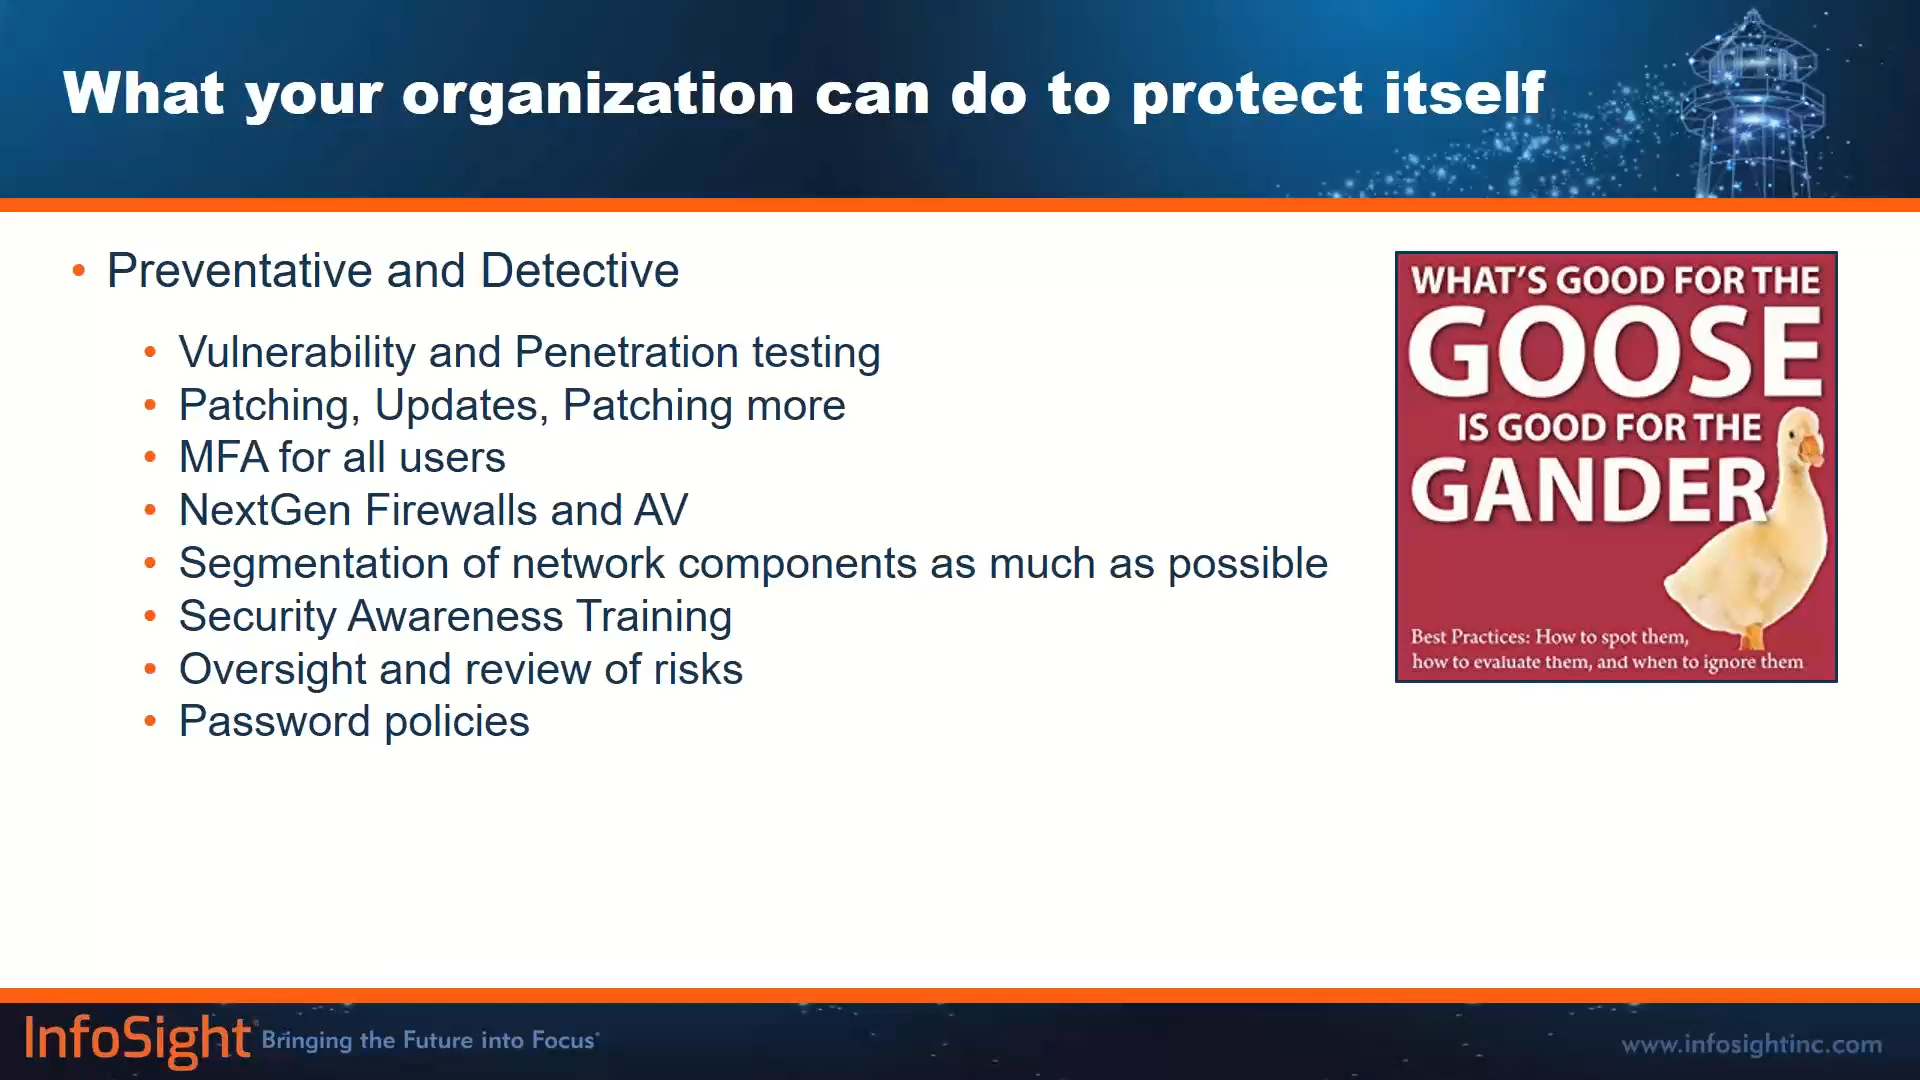 What your organization can do to protect itself
• Preventative and Detective
• Vulnerability and Penetration testing
• Patching, Updates, Patching more
• MFA for all users
• NextGen Firewalls and AV
• Segmentation of network components as much as possible
• Security Awareness Training
• Oversight and review of risks
• Password policies
WHAT'S GOOD FOR THE
GOOSE
IS GOOD FOR THE
GANDER
Best Practices: How to spot them,
how to evaluate them, and when to ignore them
InfoSight® Bringing the Future into Focus®
www.infosightinc.com